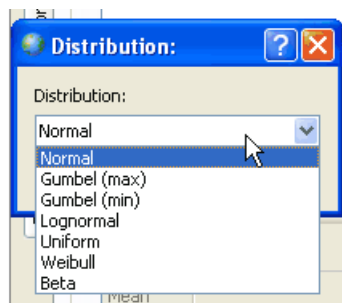 Distribution:
Distribution:
Normal
Normal
Gumbel (max)
Gumbel (min)
Lognormal
Uniform
Weibull
Beta
Mean